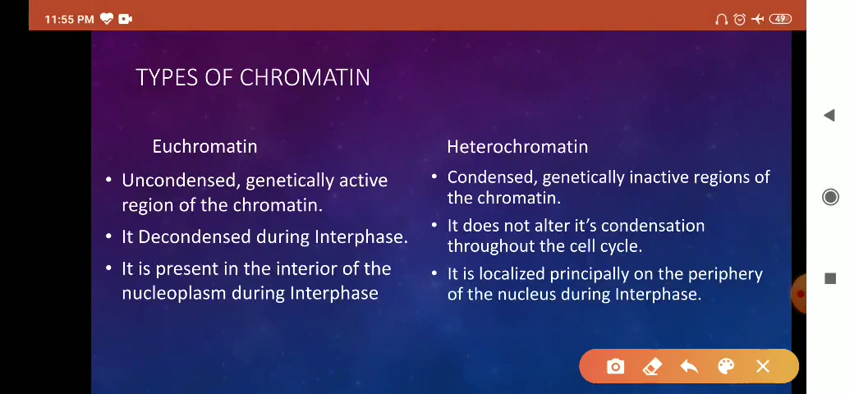 11:55 PM
49
TYPES OF CHROMATIN
Euchromatin
• Uncondensed, genetically active
region of the chromatin.
• It Decondensed during Interphase.
• It is present in the interior of the
nucleoplasm during Interphase
Heterochromatin
• Condensed, genetically inactive regions of
the chromatin.
• It does not alter it’s condensation
throughout the cell cycle.
• It is localized principally on the periphery
of the nucleus during Interphase.